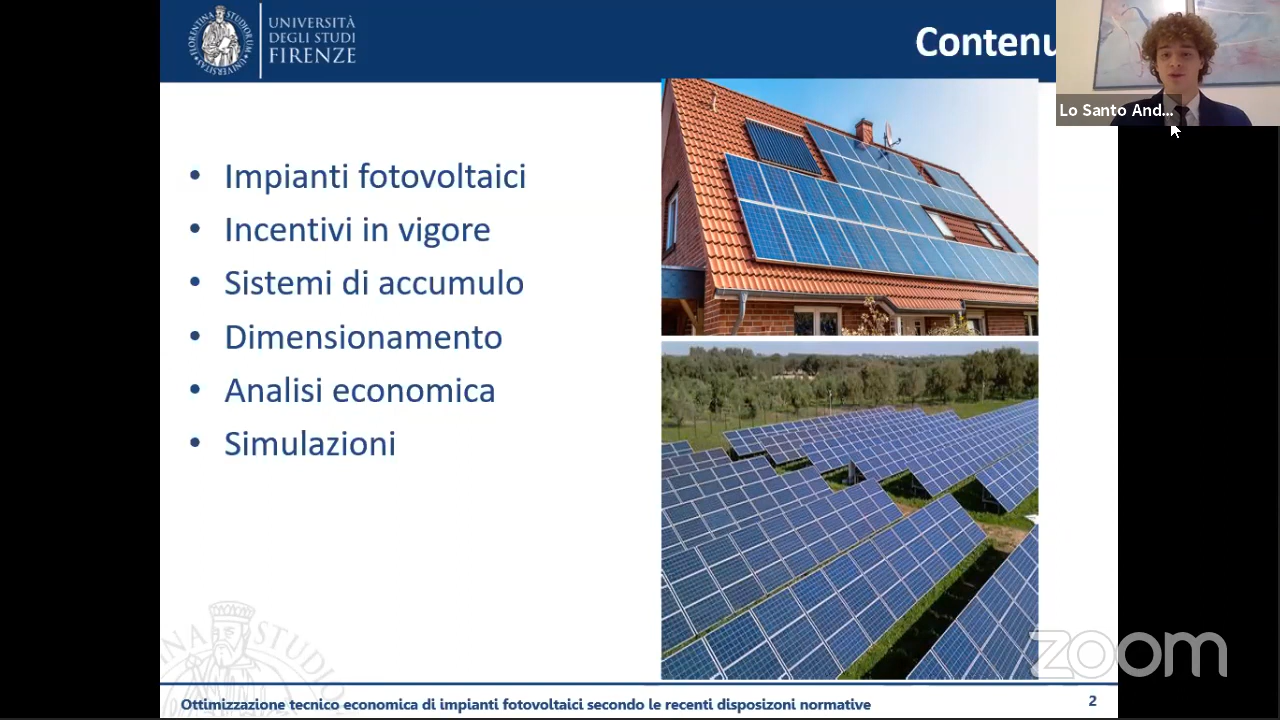 UNIVERSITÀ
DEGLI STUDI
FIRENZE
Contenu
Lo Santo And...
• Impianti fotovoltaici
• Incentivi in vigore
• Sistemi di accumulo
• Dimensionamento
• Analisi economica
• Simulazioni
zoom
Ottimizzazione tecnico economica di impianti fotovoltaici secondo le recenti disposizoni normative
2